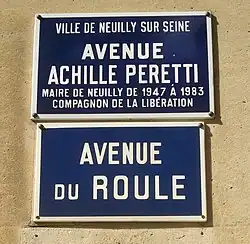 VILLE DE NEUILLY SUR SEINE
AVENUE
ACHILLE PERETTI
MAIRE DE NEUILLY DE 1947 À 1983
COMPAGNON DE LA LIBÉRATION
AVENUE
DU ROULE